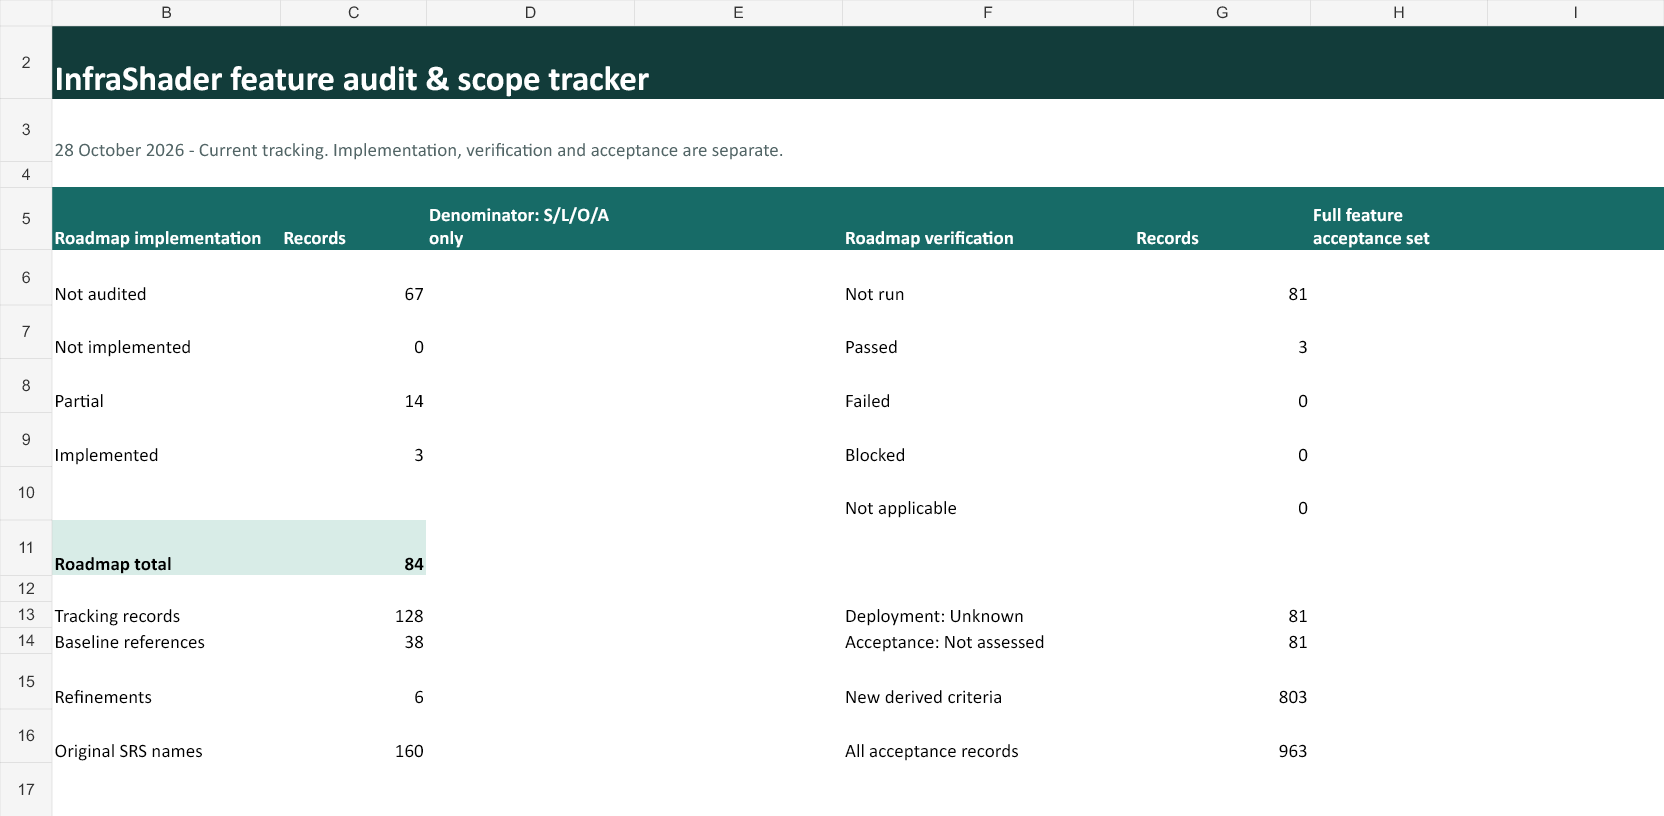 B C D E F G H I
2 InfraShader feature audit & scope tracker
3 28 October 2026 - Current tracking. Implementation, verification and acceptance are separate.
4
5 Roadmap implementation Records Denominator: S/L/O/A only Roadmap verification Records Full feature acceptance set
6 Not audited 67 Not run 81
7 Not implemented 0 Passed 3
8 Partial 14 Failed 0
9 Implemented 3 Blocked 0
10 Not applicable 0
11 Roadmap total 84
12
13 Tracking records 128 Deployment: Unknown 81
14 Baseline references 38 Acceptance: Not assessed 81
15 Refinements 6 New derived criteria 803
16 Original SRS names 160 All acceptance records 963
17